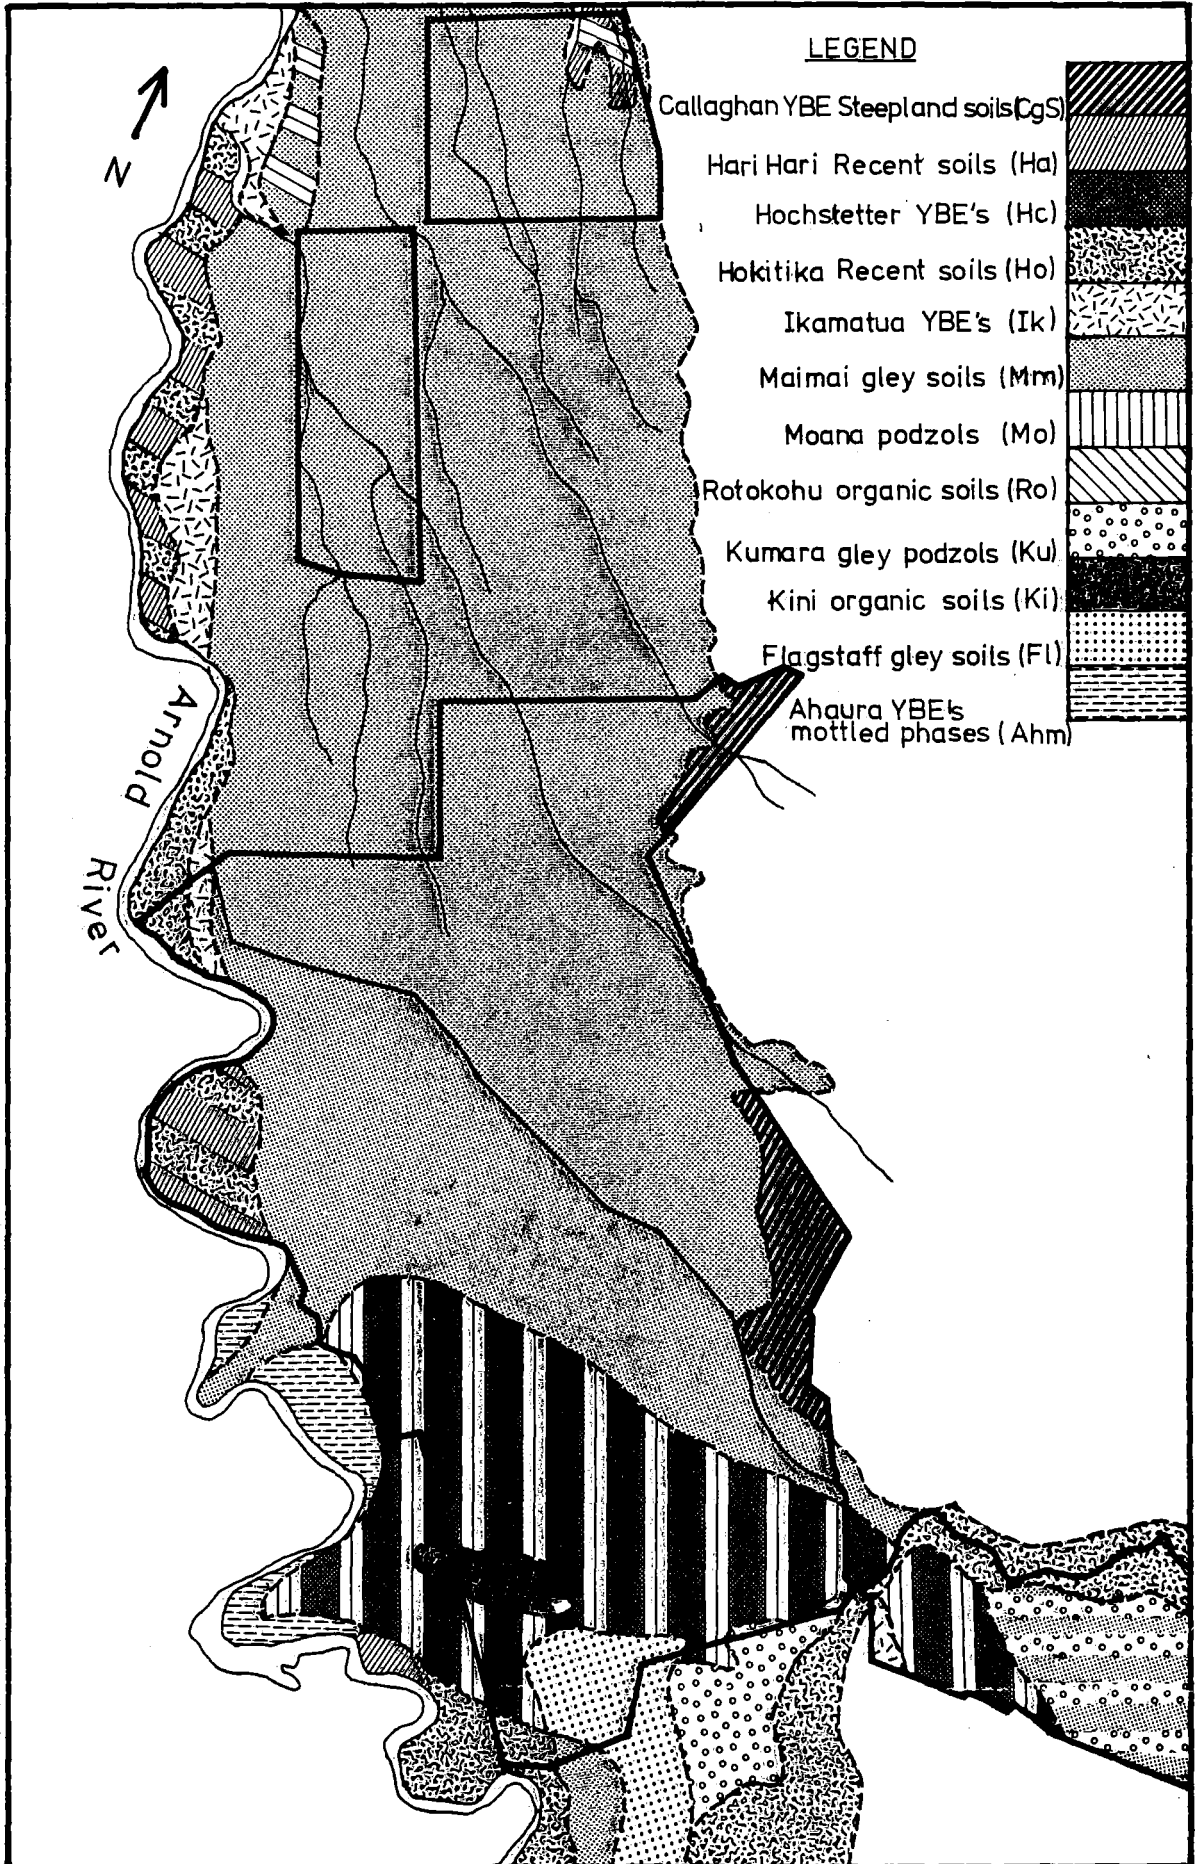 LEGEND
Callaghan YBE Steepland soils (CgS)
Hari Hari Recent soils (Ha)
Hochstetter YBE's (Hc)
Hokitika Recent soils (Ho)
Ikamatua YBE's (Ik)
Maimai gley soils (Mm)
Moana podzols (Mo)
Rotokohu organic soils (Ro)
Kumara gley podzols (Ku)
Kini organic soils (Ki)
Flagstaff gley soils (Fl)
Ahaura YBE's
mottled phases (Ahm)
N
Arnold
River